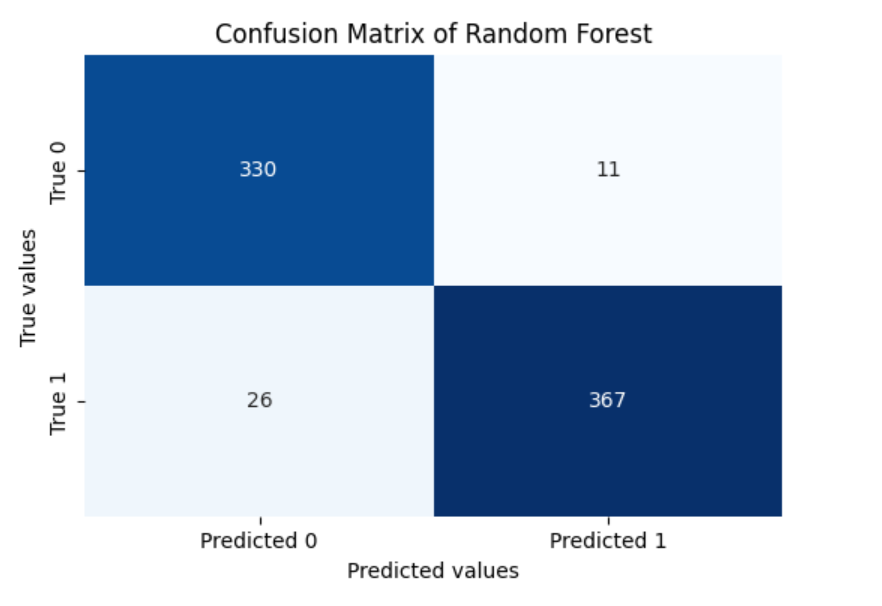 Confusion Matrix of Random Forest
True 0
330
11
True values
True 1
26
367
Predicted 0
Predicted 1
Predicted values